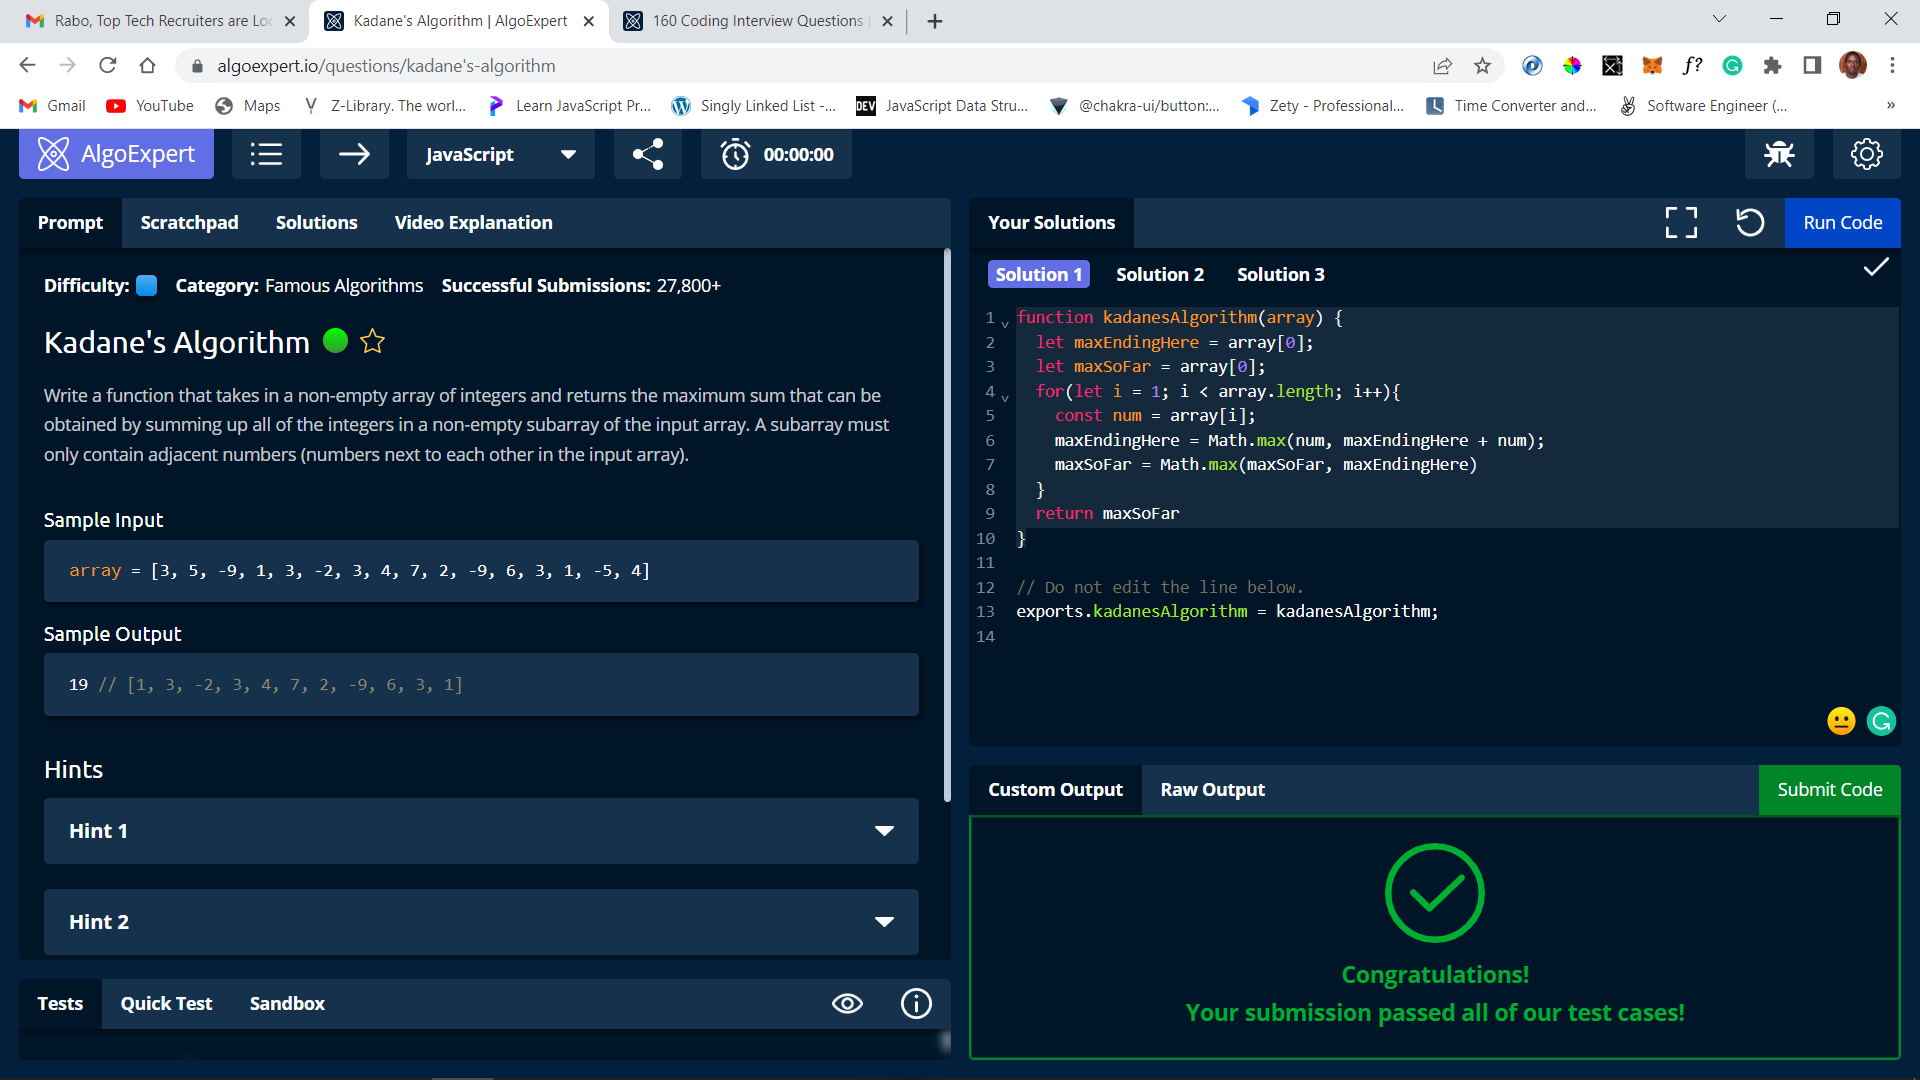 Rabo, Top Tech Recruiters are Loo
Kadane's Algorithm | AlgoExpert
160 Coding Interview Questions |
algoexpert.io/questions/kadane's-algorithm
f?
Gmail
YouTube
Maps
Z-Library. The worl...
Learn JavaScript Pr...
Singly Linked List -...
DEV JavaScript Data Stru...
@chakra-ui/button:...
Zety - Professional...
Time Converter and...
Software Engineer (...
»
AlgoExpert
JavaScript
00:00:00
Prompt
Scratchpad
Solutions
Video Explanation
Difficulty:
Category: Famous Algorithms
Successful Submissions: 27,800+
Kadane's Algorithm
Write a function that takes in a non-empty array of integers and returns the maximum sum that can be
obtained by summing up all of the integers in a non-empty subarray of the input array. A subarray must
only contain adjacent numbers (numbers next to each other in the input array).
Sample Input
array = [3, 5, -9, 1, 3, -2, 3, 4, 7, 2, -9, 6, 3, 1, -5, 4]
Sample Output
19 // [1, 3, -2, 3, 4, 7, 2, -9, 6, 3, 1]
Hints
Hint 1
Hint 2
Tests
Quick Test
Sandbox
Your Solutions
Run Code
Solution 1
Solution 2
Solution 3
1 function kadanesAlgorithm(array) {
2 let maxEndingHere = array[0];
3 let maxSoFar = array[0];
4 for(let i = 1; i < array.length; i++){
5 const num = array[i];
6 maxEndingHere = Math.max(num, maxEndingHere + num);
7 maxSoFar = Math.max(maxSoFar, maxEndingHere)
8 }
9 return maxSoFar
10 }
11
12 // Do not edit the line below.
13 exports.kadanesAlgorithm = kadanesAlgorithm;
14
Custom Output
Raw Output
Submit Code
Congratulations!
Your submission passed all of our test cases!